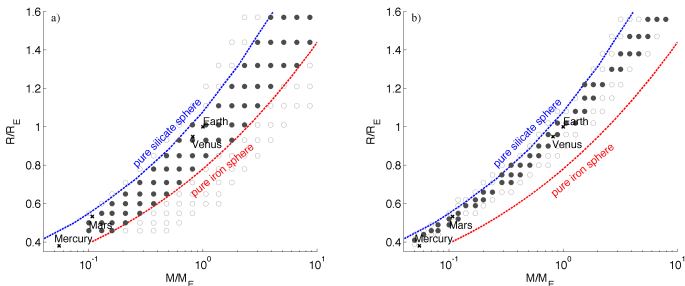 a)
R/R_E
1.6
1.4
1.2
1
0.8
0.6
0.4
pure silicate sphere
pure iron sphere
Earth
Venus
Mars
Mercury
10^-1
10^0
10^1
M/M_E
b)
R/R_E
1.6
1.4
1.2
1
0.8
0.6
0.4
pure silicate sphere
pure iron sphere
Earth
Venus
Mars
Mercury
10^-1
10^0
10^1
M/M_E